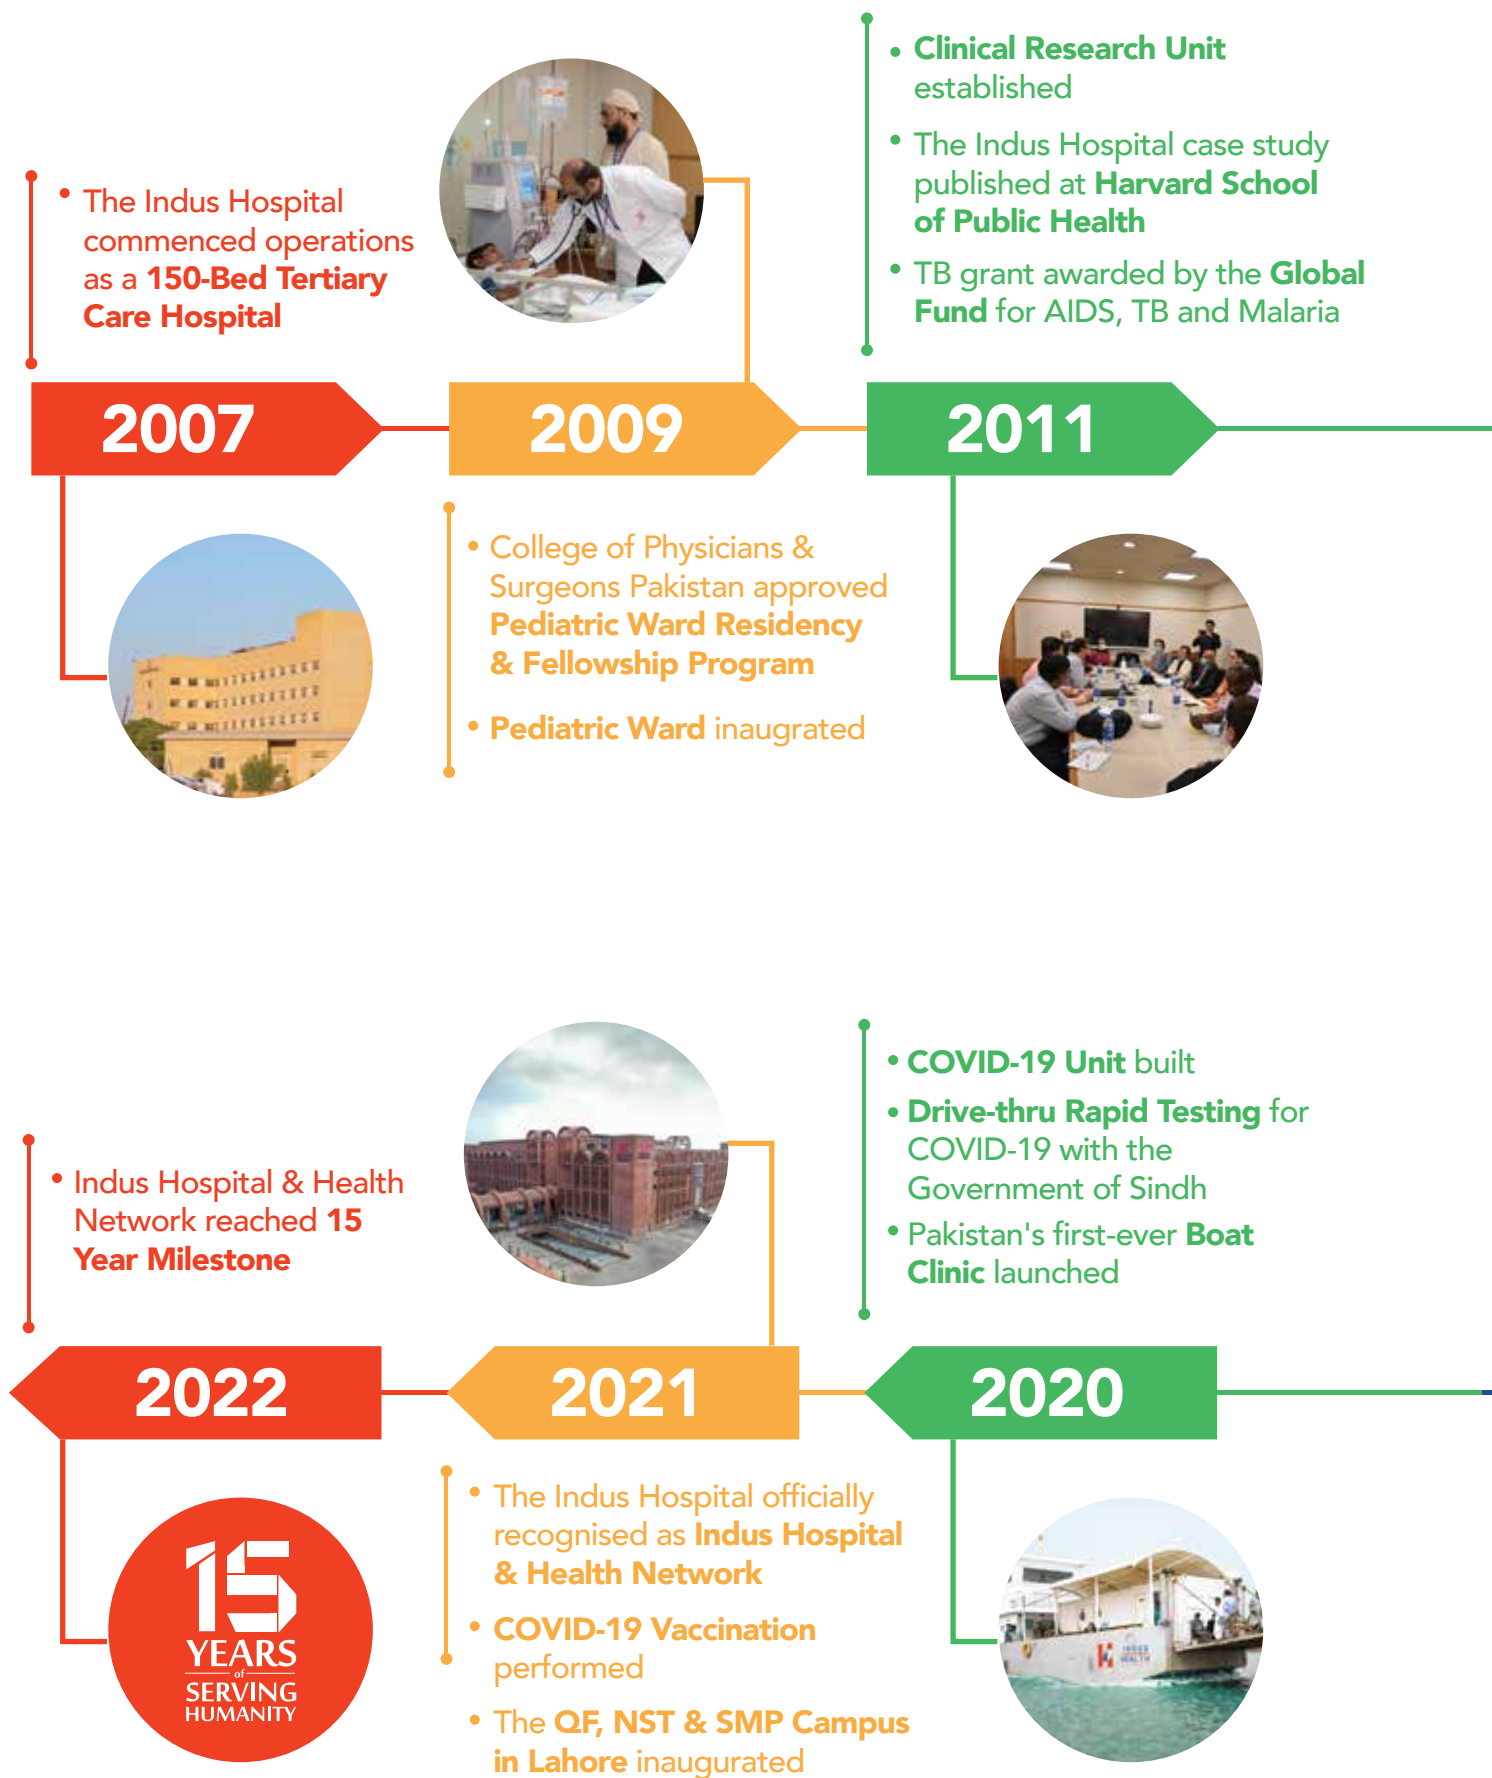 • The Indus Hospital
commenced operations
as a 150-Bed Tertiary
Care Hospital
2007
2009
• College of Physicians &
Surgeons Pakistan approved
Pediatric Ward Residency
& Fellowship Program
• Pediatric Ward inaugrated
• Clinical Research Unit
established
• The Indus Hospital case study
published at Harvard School
of Public Health
• TB grant awarded by the Global
Fund for AIDS, TB and Malaria
2011
• COVID-19 Unit built
• Drive-thru Rapid Testing for
COVID-19 with the
Government of Sindh
• Pakistan's first-ever Boat
Clinic launched
2020
INDUS
HEALTH
2021
• The Indus Hospital officially
recognised as Indus Hospital
& Health Network
• COVID-19 Vaccination
performed
• The QF, NST & SMP Campus
in Lahore inaugurated
• Indus Hospital & Health
Network reached 15
Year Milestone
2022
15
YEARS
of
SERVING
HUMANITY